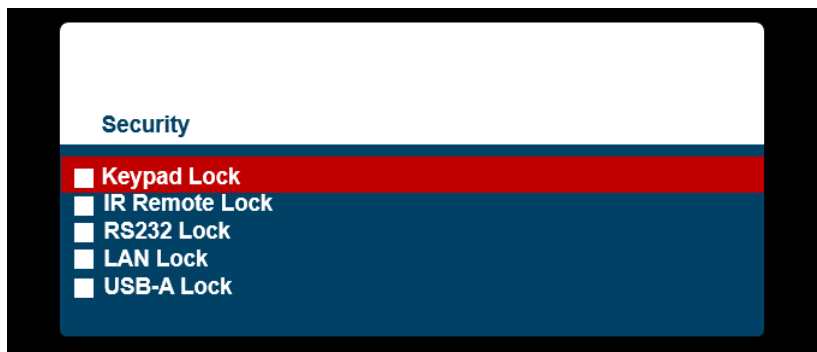 Security
Keypad Lock
IR Remote Lock
RS232 Lock
LAN Lock
USB-A Lock